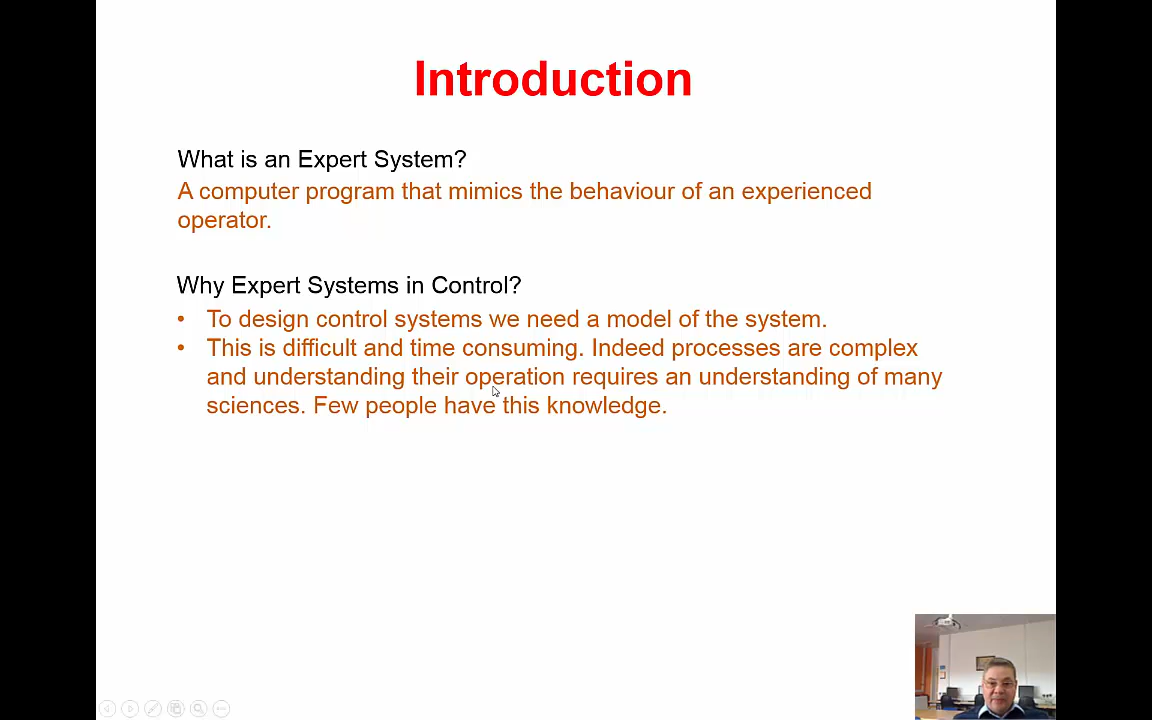 Introduction
What is an Expert System?
A computer program that mimics the behaviour of an experienced
operator.
Why Expert Systems in Control?
• To design control systems we need a model of the system.
• This is difficult and time consuming. Indeed processes are complex
and understanding their operation requires an understanding of many
sciences. Few people have this knowledge.